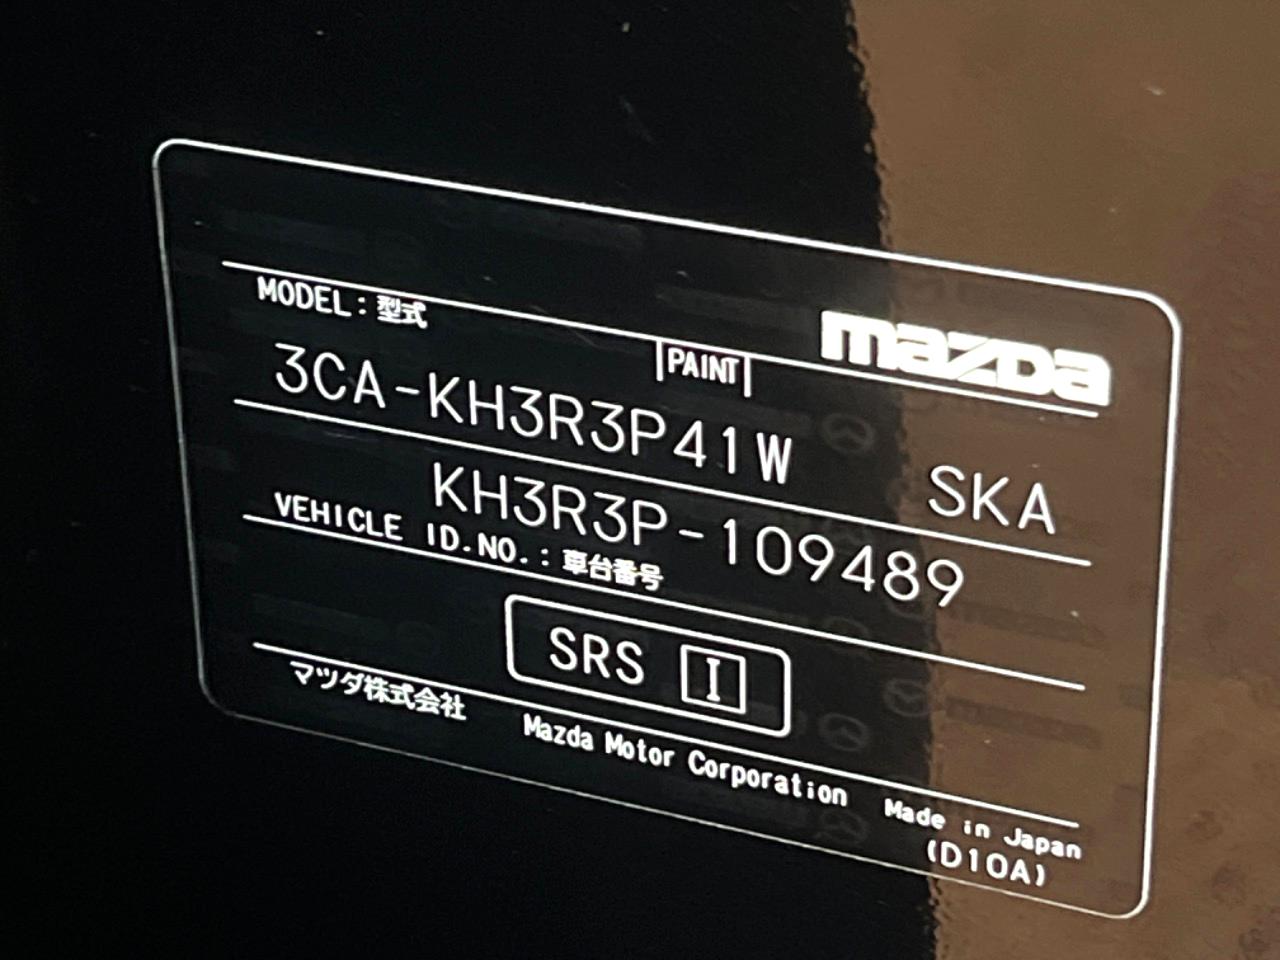 mazda
MODEL:型式
PAINT
3CA-KH3R3P41W SKA
KH3R3P-109489
VEHICLE ID.NO.:車台番号
SRS I
マツダ株式会社 Mazda Motor Corporation Made in Japan
(D10A)